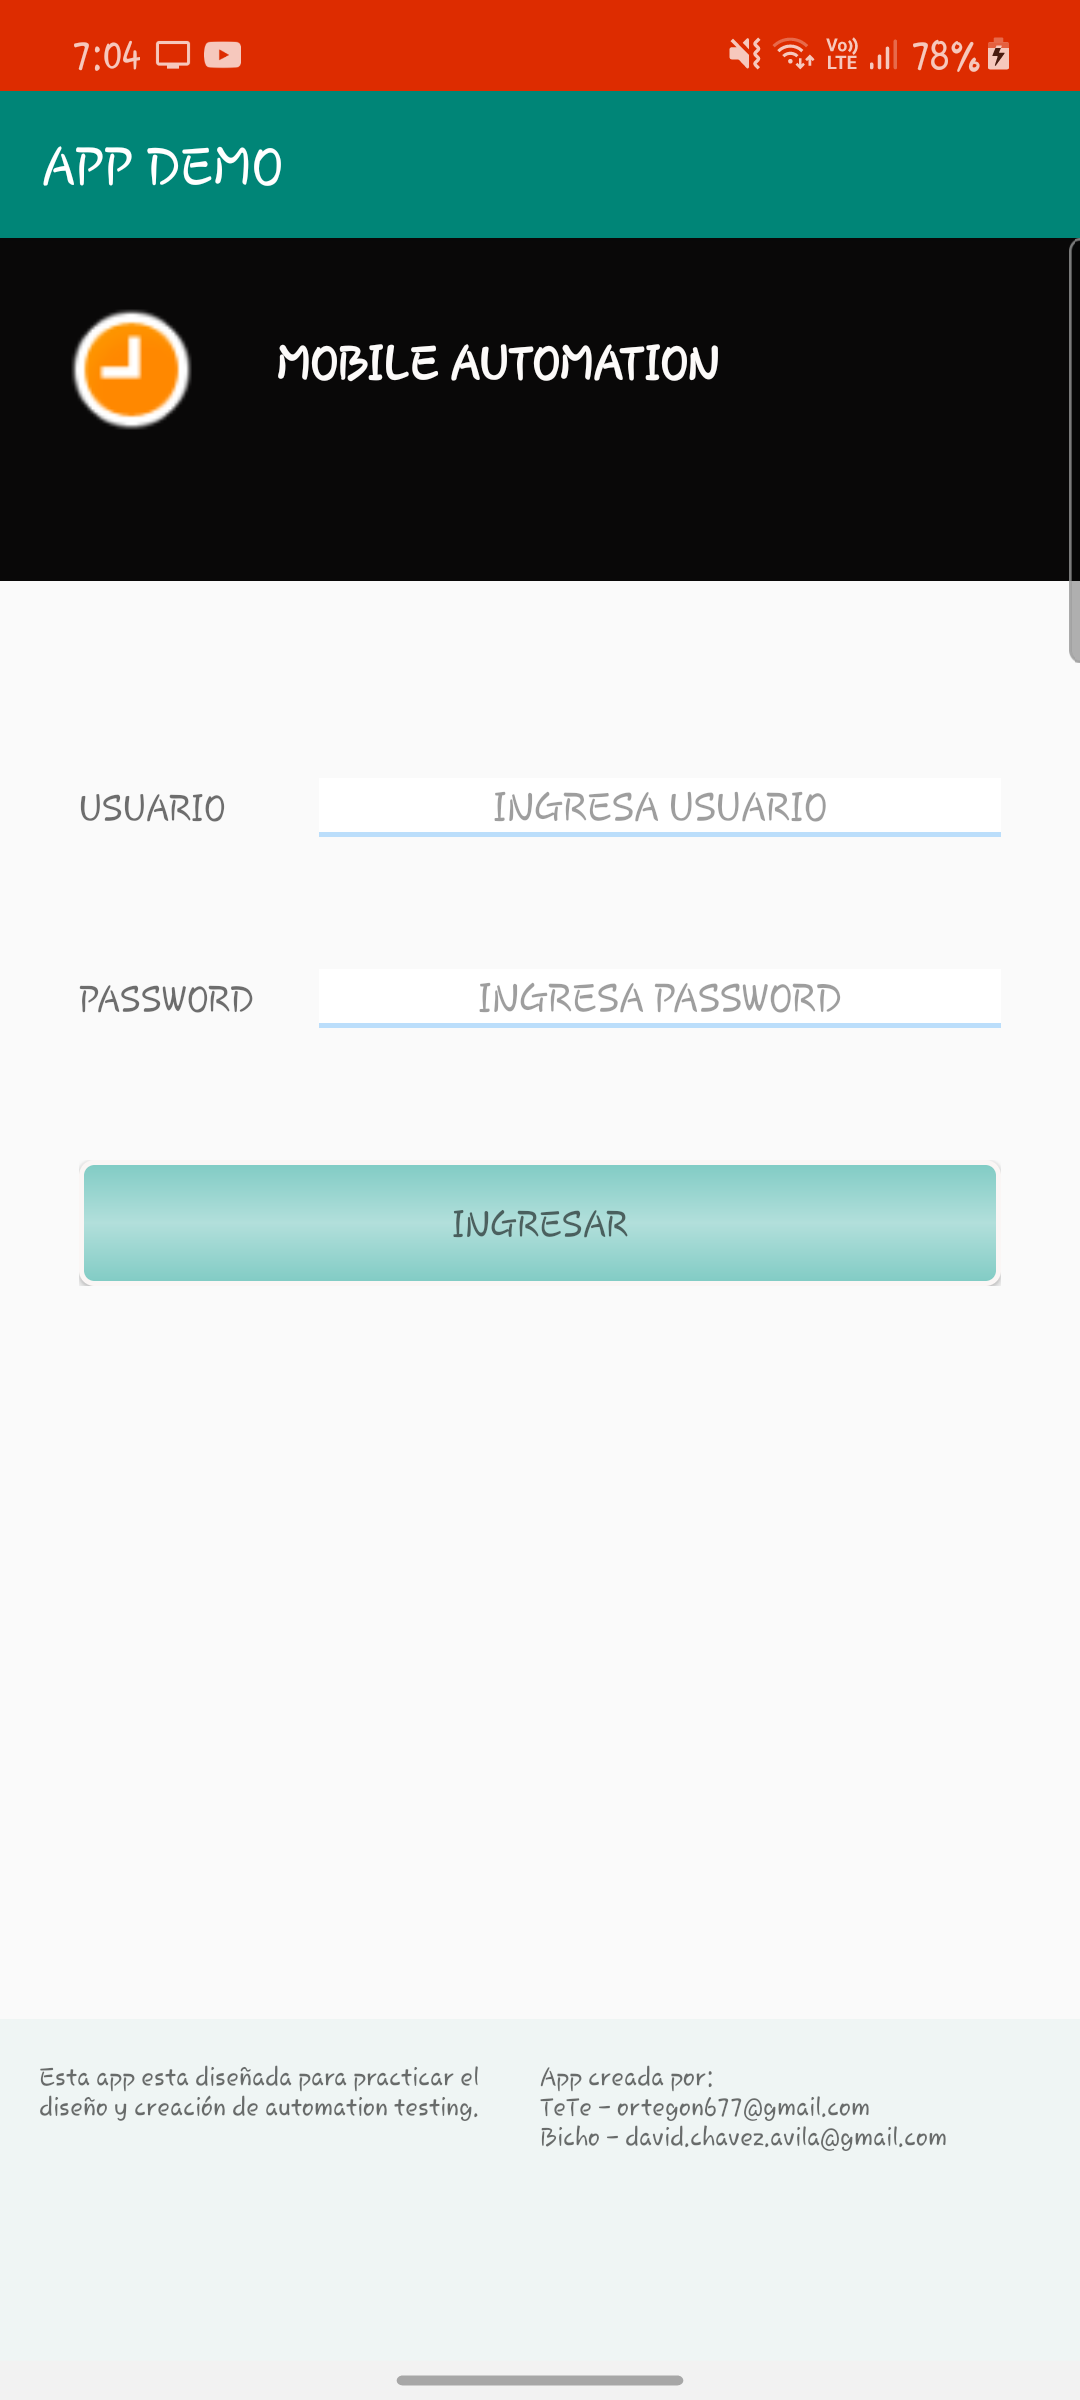 7:04
Vo)) LTE 78%
APP DEMO
MOBILE AUTOMATION
USUARIO
INGRESA USUARIO
PASSWORD
INGRESA PASSWORD
INGRESAR
Esta app esta diseñada para practicar el
diseño y creación de automation testing.
App creada por:
TeTe - ortegon677@gmail.com
Bicho - david.chavez.avila@gmail.com